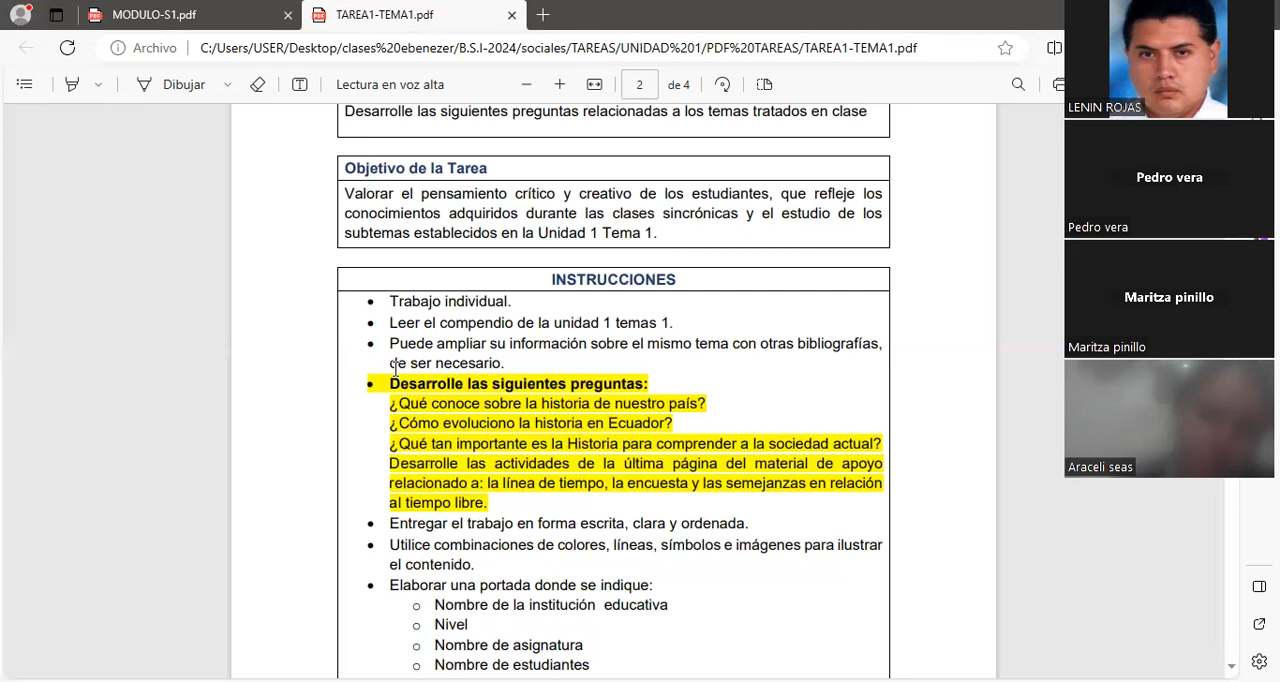 MODULO-S1.pdf
TAREA1-TEMA1.pdf
Archivo
C:/Users/USER/Desktop/clases%20ebenezer/B.S.I-2024/sociales/TAREAS/UNIDAD%201/PDF%20TAREAS/TAREA1-TEMA1.pdf
Dibujar
Lectura en voz alta
2
de 4
Desarrolle las siguientes preguntas relacionadas a los temas tratados en clase
Objetivo de la Tarea
Valorar el pensamiento crítico y creativo de los estudiantes, que refleje los
conocimientos adquiridos durante las clases sincrónicas y el estudio de los
subtemas establecidos en la Unidad 1 Tema 1.
INSTRUCCIONES
• Trabajo individual.
• Leer el compendio de la unidad 1 temas 1.
• Puede ampliar su información sobre el mismo tema con otras bibliografías,
de ser necesario.
• Desarrolle las siguientes preguntas:
¿Qué conoce sobre la historia de nuestro país?
¿Cómo evoluciono la historia en Ecuador?
¿Qué tan importante es la Historia para comprender a la sociedad actual?
Desarrolle las actividades de la última página del material de apoyo
relacionado a: la línea de tiempo, la encuesta y las semejanzas en relación
al tiempo libre.
• Entregar el trabajo en forma escrita, clara y ordenada.
• Utilice combinaciones de colores, líneas, símbolos e imágenes para ilustrar
el contenido.
• Elaborar una portada donde se indique:
o Nombre de la institución educativa
o Nivel
o Nombre de asignatura
o Nombre de estudiantes
LENIN ROJAS
Pedro vera
Pedro vera
Maritza pinillo
Maritza pinillo
Araceli seas